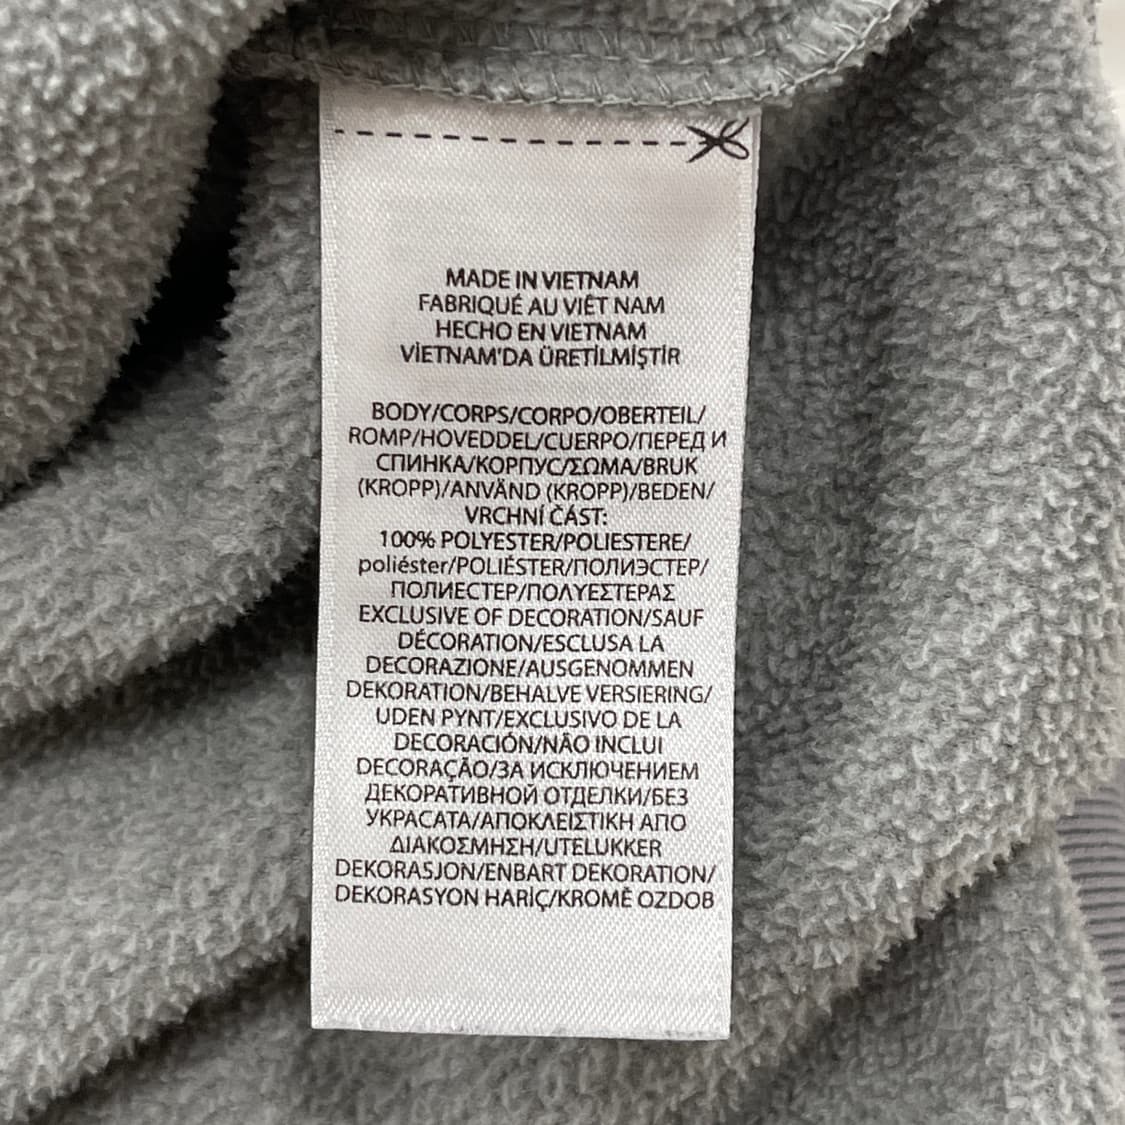 MADE IN VIETNAM
FABRIQUÉ AU VIÊT NAM
HECHO EN VIETNAM
VİETNAM'DA ÜRETİLMİŞTİR
BODY/CORPS/CORPO/OBERTEIL/
ROMP/HOVEDDEL/CUERPO/ПЕРЕД И
СПИНКА/КОРПУС/ΣΩΜΑ/BRUK
(KROPP)/ANVÄND (KROPP)/BEDEN/
VRCHNÍ ČÁST:
100% POLYESTER/POLIESTERE/
poliéster/POLIÉSTER/ПОЛИЭСТЕР/
ПОЛИЕСТЕР/ΠΟΛΥΕΣΤΕΡΑΣ
EXCLUSIVE OF DECORATION/SAUF
DÉCORATION/ESCLUSA LA
DECORAZIONE/AUSGENOMMEN
DEKORATION/BEHALVE VERSIERING/
UDEN PYNT/EXCLUSIVO DE LA
DECORACIÓN/NÃO INCLUI
DECORAÇÃO/ЗА ИСКЛЮЧЕНИЕМ
ДЕКОРАТИВНОЙ ОТДЕЛКИ/БЕЗ
УКРАСАТА/ΑΠΟΚΛΕΙΣΤΙΚΗ ΑΠΟ
ΔΙΑΚΟΣΜΗΣΗ/UTELUKKER
DEKORASJON/ENBART DEKORATION/
DEKORASYON HARİÇ/KROMĚ OZDOB